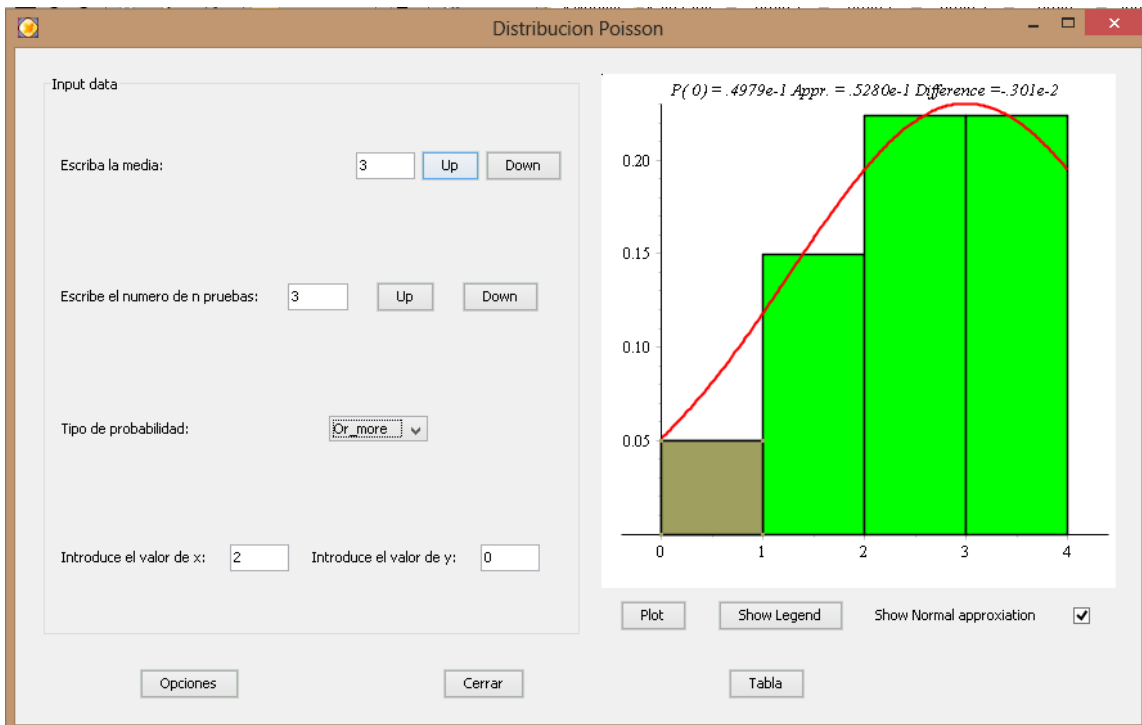 Distribucion Poisson
Input data
Escriba la media:
3
Up
Down
Escribe el numero de n pruebas:
3
Up
Down
Tipo de probabilidad:
Or_more
Introduce el valor de x:
2
Introduce el valor de y:
0
P( 0) = .4979e-1 Appr. = .5280e-1 Difference =-.301e-2
0.20
0.15
0.10
0.05
0 1 2 3 4
Plot
Show Legend
Show Normal approxiation
Opciones
Cerrar
Tabla